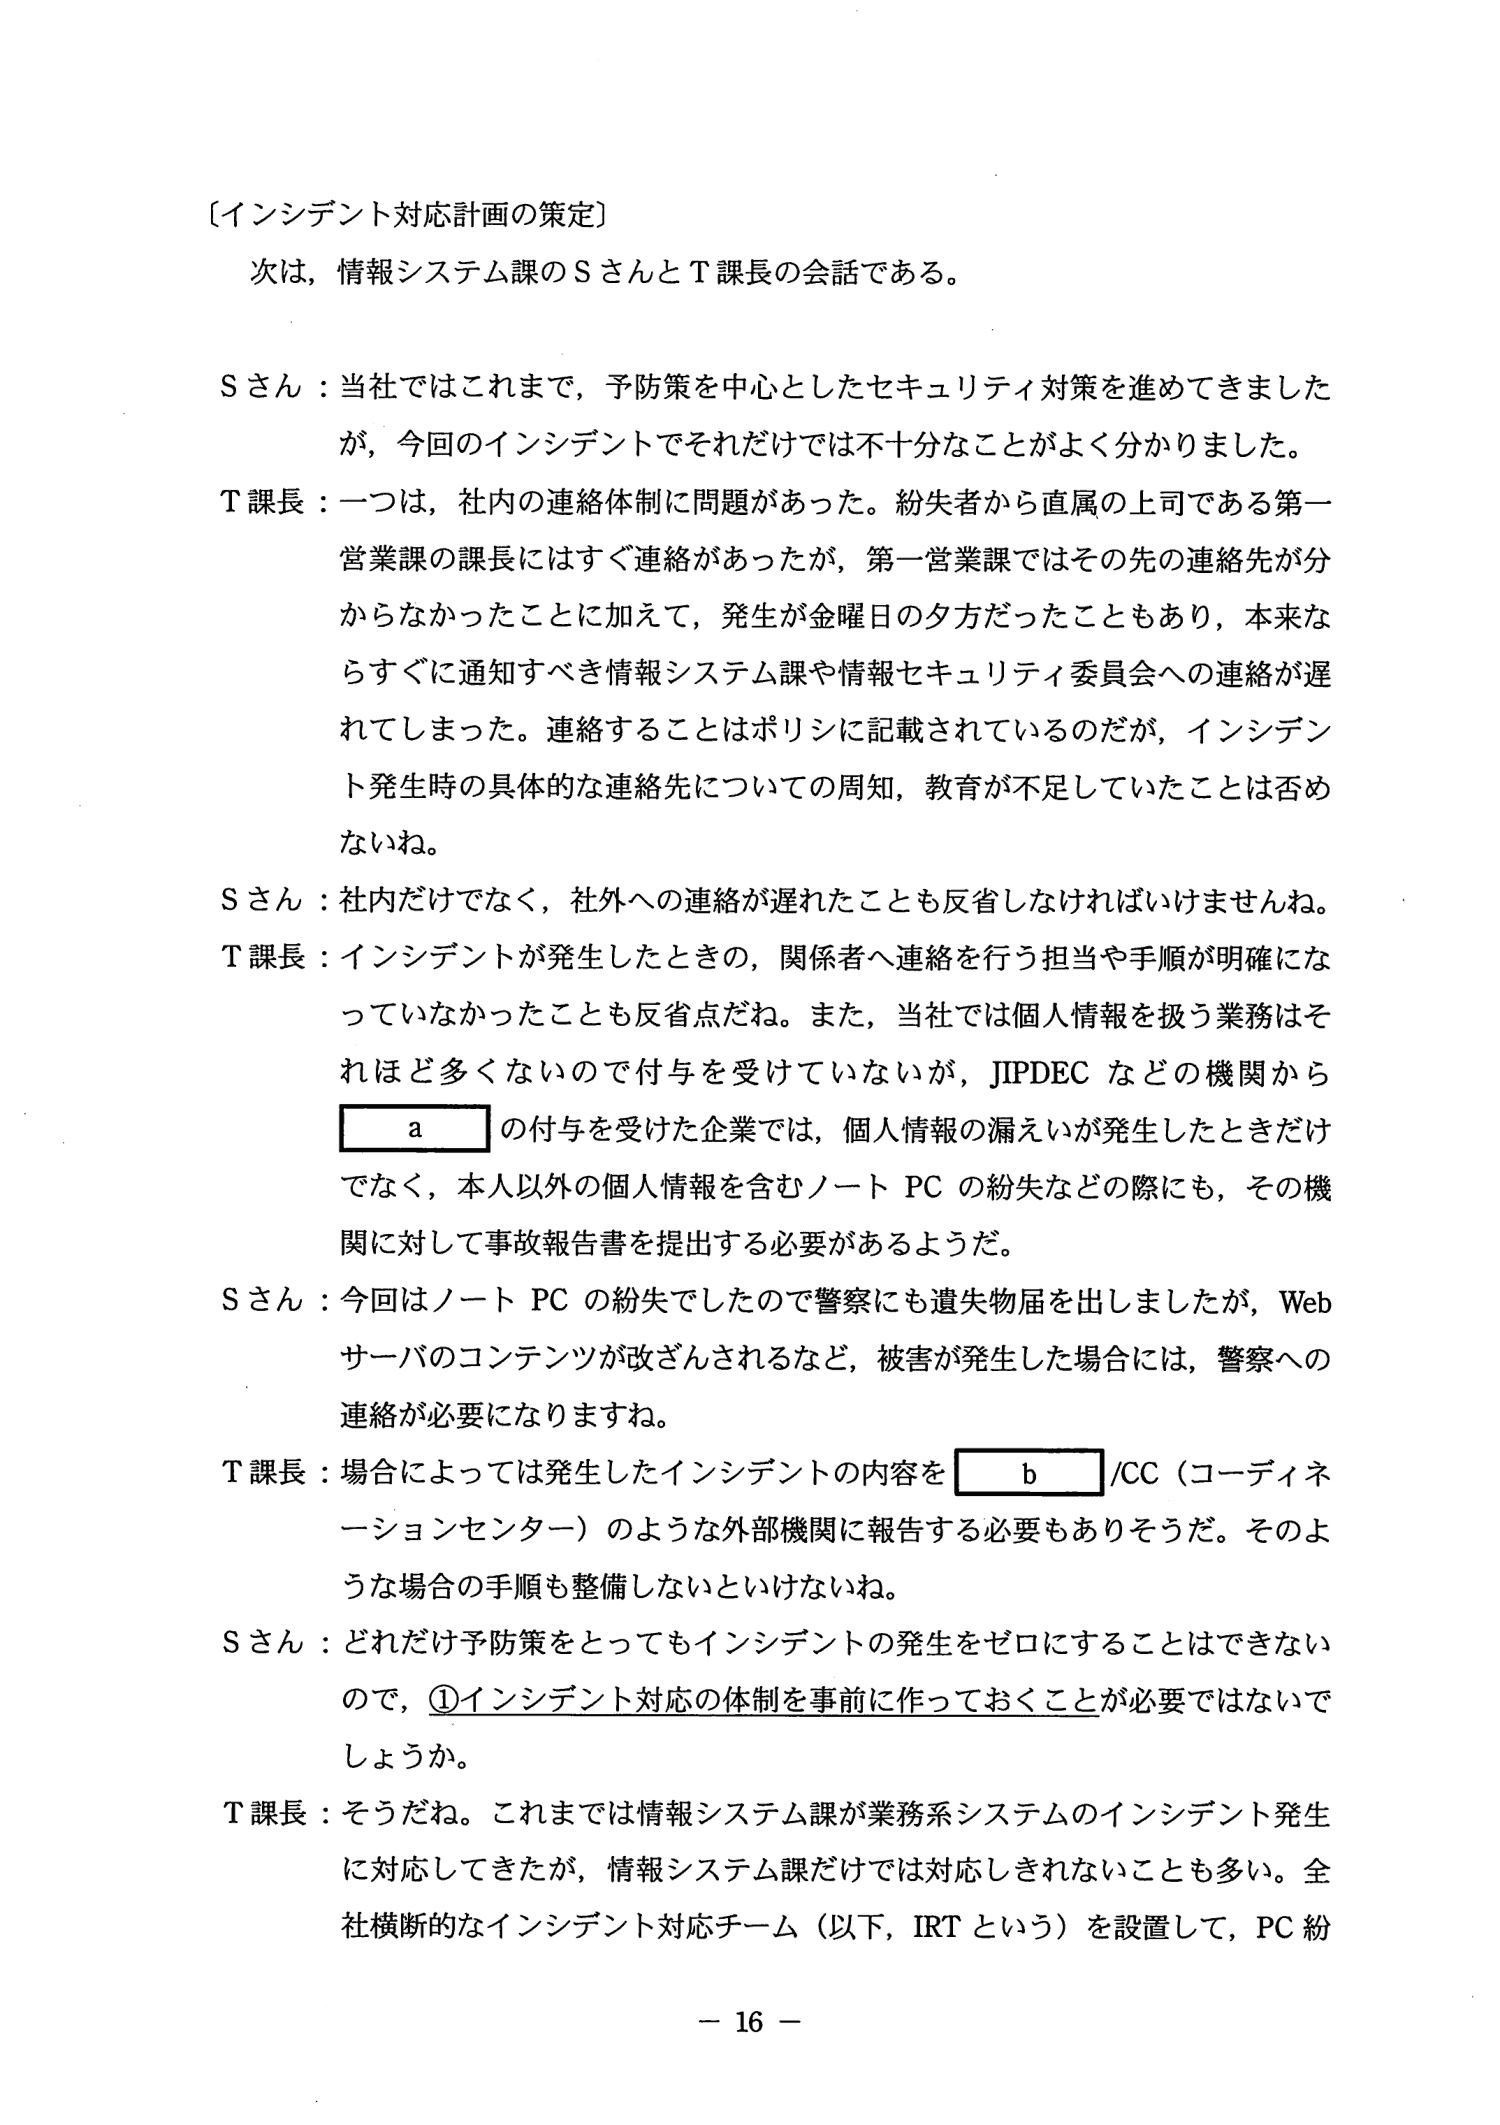 〔インシデント対応計画の策定〕
次は，情報システム課のSさんとT課長の会話である。
Sさん：当社ではこれまで，予防策を中心としたセキュリティ対策を進めてきました
が，今回のインシデントでそれだけでは不十分なことがよく分かりました。
T課長：一つは，社内の連絡体制に問題があった。紛失者から直属の上司である第一
営業課の課長にはすぐ連絡があったが，第一営業課ではその先の連絡先が分
からなかったことに加えて，発生が金曜日の夕方だったこともあり，本来な
らすぐに通知すべき情報システム課や情報セキュリティ委員会への連絡が遅
れてしまった。連絡することはポリシに記載されているのだが，インシデン
ト発生時の具体的な連絡先についての周知，教育が不足していたことは否め
ないね。
Sさん：社内だけでなく，社外への連絡が遅れたことも反省しなければいけませんね。
T課長：インシデントが発生したときの，関係者へ連絡を行う担当や手順が明確にな
っていなかったことも反省点だね。また，当社では個人情報を扱う業務はそ
れほど多くないので付与を受けていないが，JIPDEC などの機関から
a の付与を受けた企業では，個人情報の漏えいが発生したときだけ
でなく，本人以外の個人情報を含むノート PC の紛失などの際にも，その機
関に対して事故報告書を提出する必要があるようだ。
Sさん：今回はノート PC の紛失でしたので警察にも遺失物届を出しましたが，Web
サーバのコンテンツが改ざんされるなど，被害が発生した場合には，警察への
連絡が必要になりますね。
T課長：場合によっては発生したインシデントの内容を b /CC（コーディネ
ーションセンター）のような外部機関に報告する必要もありそうだ。そのよ
うな場合の手順も整備しないといけないね。
Sさん：どれだけ予防策をとってもインシデントの発生をゼロにすることはできない
ので，①インシデント対応の体制を事前に作っておくことが必要ではないで
しょうか。
T課長：そうだね。これまでは情報システム課が業務系システムのインシデント発生
に対応してきたが，情報システム課だけでは対応しきれないことも多い。全
社横断的なインシデント対応チーム（以下，IRT という）を設置して，PC 紛
－ 16 －